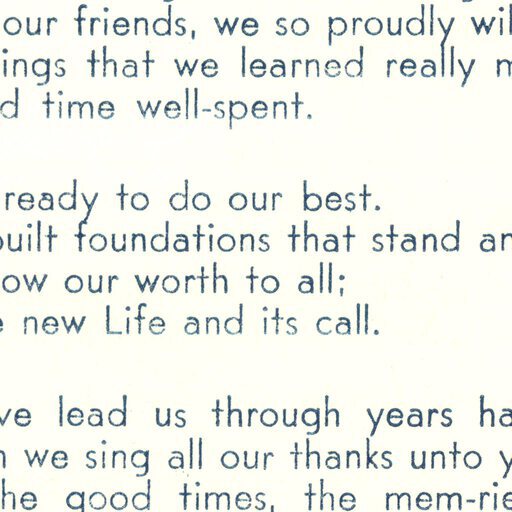 our friends, we so proudly wil
ings that we learned really m
d time well-spent.
ready to do our best.
built foundations that stand an
ow our worth to all;
e new Life and its call.
ve lead us through years ha
n we sing all our thanks unto y
he good times, the mem-rie